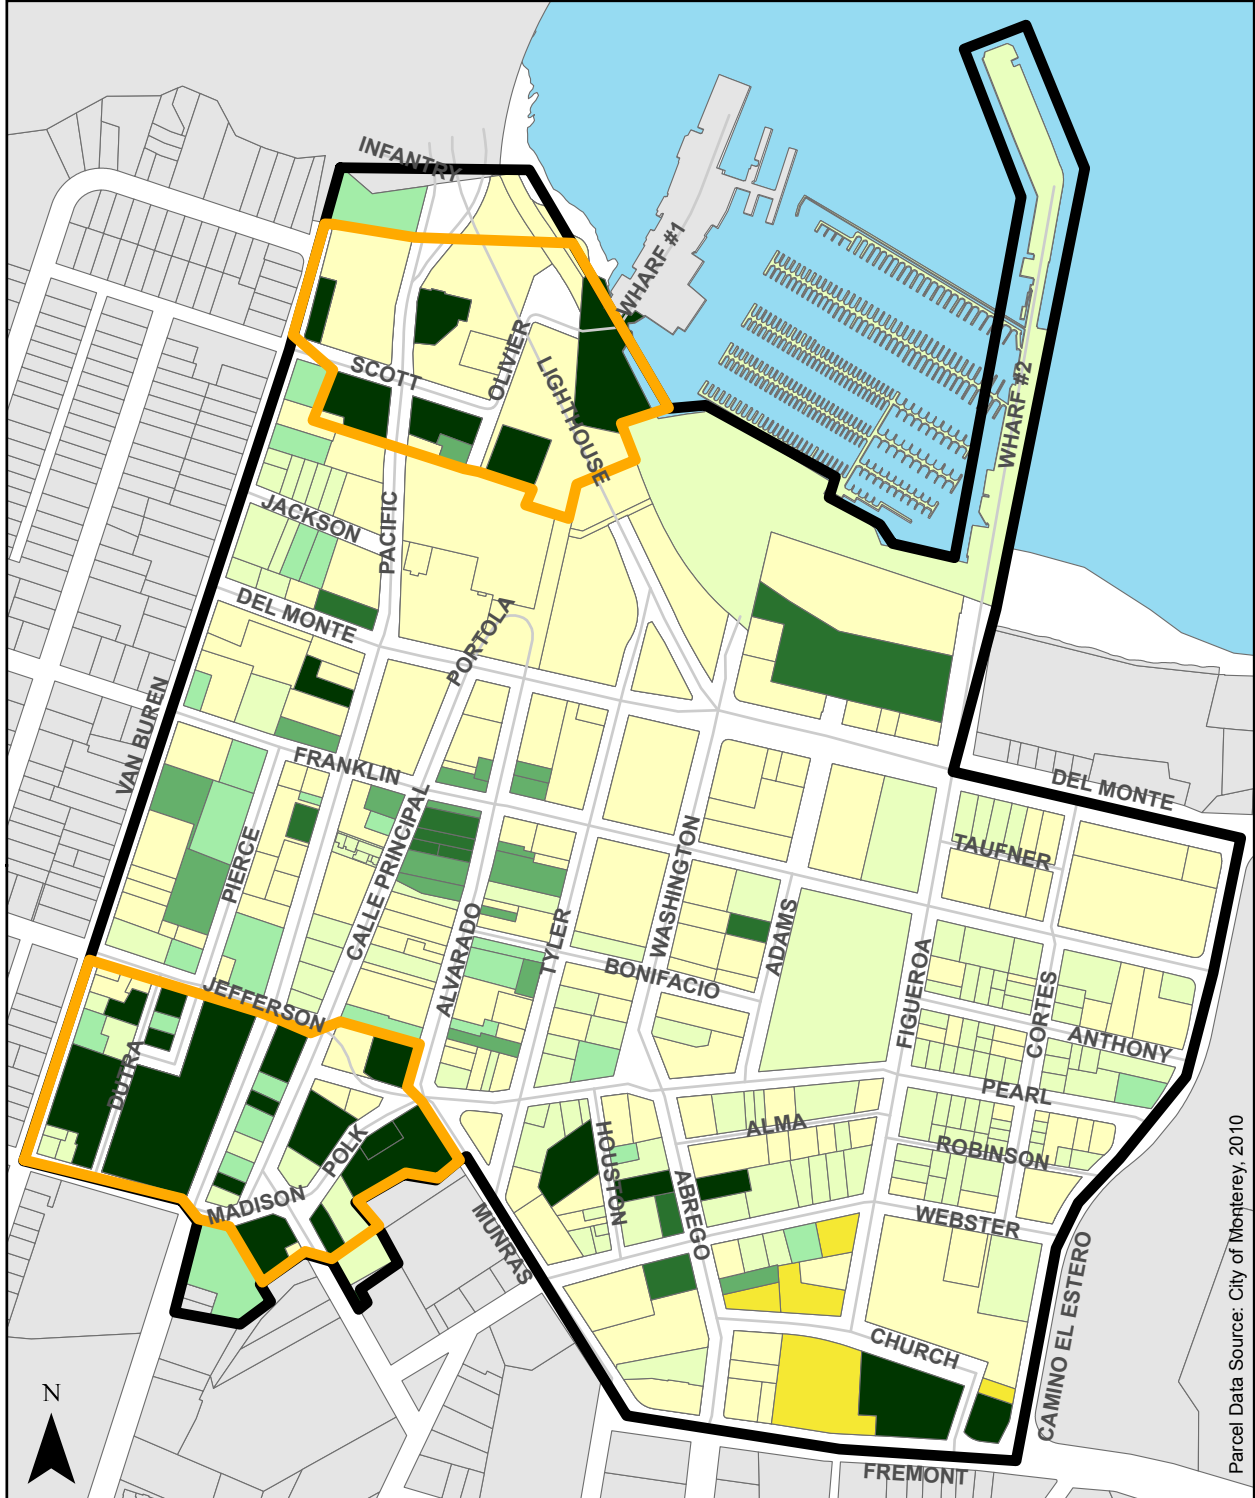 INFANTRY
WHARF #1
SCOTT
OLIVIER
LIGHTHOUSE
WHARF #2
JACKSON
PACIFIC
DEL MONTE
PORTOLA
VAN BUREN
FRANKLIN
DEL MONTE
TAUFNER
PIERCE
CALLE PRINCIPAL
WASHINGTON
ALVARADO
TYLER
ADAMS
BONIFACIO
FIGUEROA
CORTES
JEFFERSON
ANTHONY
DUTRA
PEARL
ALMA
HOUSTON
POLK
ROBINSON
ABREGO
MADISON
MUNRAS
WEBSTER
CHURCH
CAMINO EL ESTERO
FREMONT
N
Parcel Data Source: City of Monterey, 2010